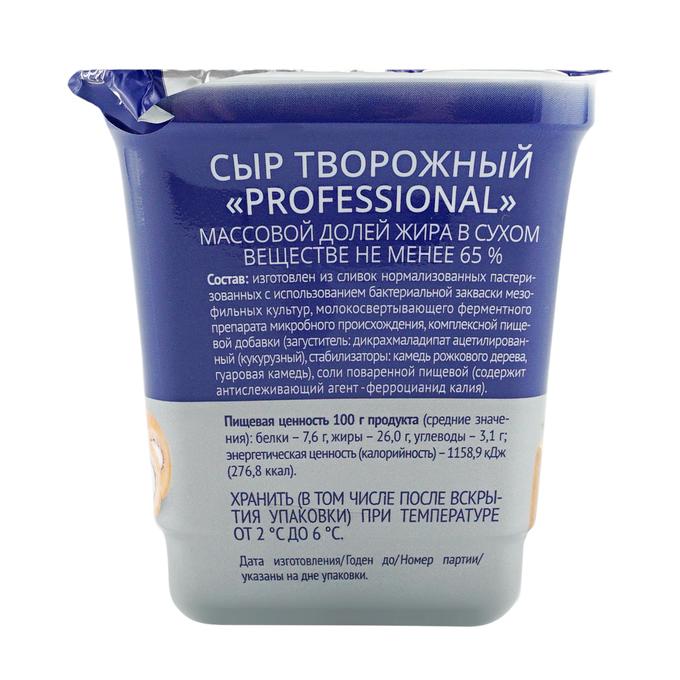 СЫР ТВОРОЖНЫЙ
«PROFESSIONAL»
МАССОВОЙ ДОЛЕЙ ЖИРА В СУХОМ
ВЕЩЕСТВЕ НЕ МЕНЕЕ 65 %
Состав: изготовлен из сливок нормализованных пастери-
зованных с использованием бактериальной закваски мезо-
фильных культур, молокосвертывающего ферментного
препарата микробного происхождения, комплексной пище-
вой добавки (загуститель: дикрахмаладипат ацетилирован-
ный (кукурузный), стабилизаторы: камедь рожкового дерева,
гуаровая камедь), соли поваренной пищевой (содержит
антислеживающий агент - ферроцианид калия).
Пищевая ценность 100 г продукта (средние значе-
ния): белки – 7,6 г, жиры – 26,0 г, углеводы – 3,1 г;
энергетическая ценность (калорийность) – 1158,9 кДж
(276,8 ккал).
ХРАНИТЬ (В ТОМ ЧИСЛЕ ПОСЛЕ ВСКРЫ-
ТИЯ УПАКОВКИ) ПРИ ТЕМПЕРАТУРЕ
ОТ 2 °C ДО 6 °C.
Дата изготовления/Годен до/Номер партии/
указаны на дне упаковки.